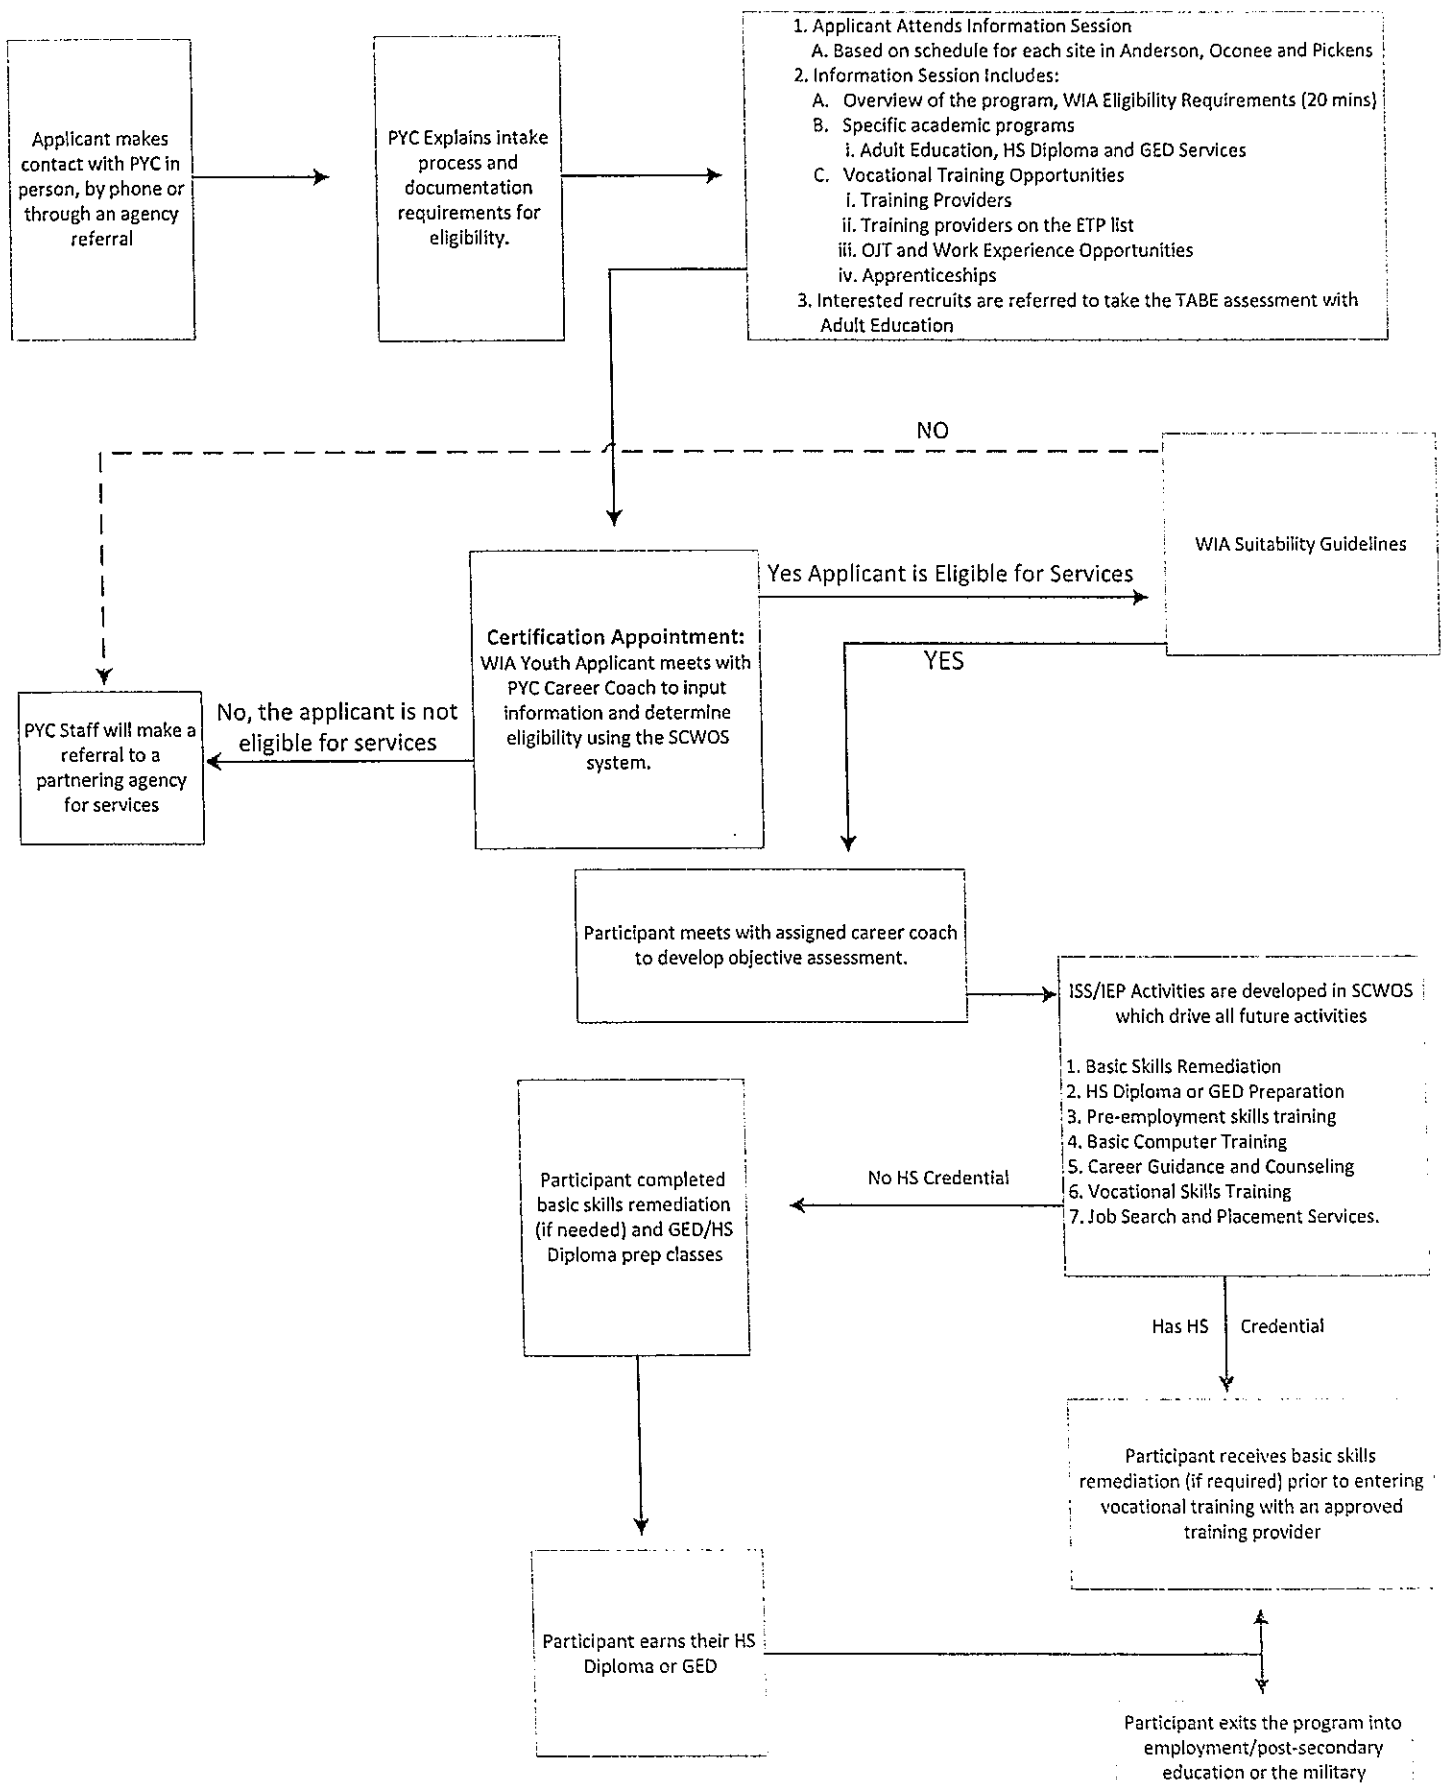 Applicant makes
contact with PYC in
person, by phone or
through an agency
referral
PYC Explains intake
process and
documentation
requirements for
eligibility.
1. Applicant Attends Information Session
A. Based on schedule for each site in Anderson, Oconee and Pickens
2. Information Session Includes:
A. Overview of the program, WIA Eligibility Requirements (20 mins)
B. Specific academic programs
i. Adult Education, HS Diploma and GED Services
C. Vocational Training Opportunities
i. Training Providers
ii. Training providers on the ETP list
iii. OJT and Work Experience Opportunities
iv. Apprenticeships
3. Interested recruits are referred to take the TABE assessment with
Adult Education
NO
WIA Suitability Guidelines
Yes Applicant is Eligible for Services
YES
Certification Appointment:
WIA Youth Applicant meets with
PYC Career Coach to input
information and determine
eligibility using the SCWOS
system.
No, the applicant is not
eligible for services
PYC Staff will make a
referral to a
partnering agency
for services
Participant meets with assigned career coach
to develop objective assessment.
ISS/IEP Activities are developed in SCWOS
which drive all future activities
1. Basic Skills Remediation
2. HS Diploma or GED Preparation
3. Pre-employment skills training
4. Basic Computer Training
5. Career Guidance and Counseling
6. Vocational Skills Training
7. Job Search and Placement Services.
No HS Credential
Participant completed
basic skills remediation
(if needed) and GED/HS
Diploma prep classes
Has HS Credential
Participant receives basic skills
remediation (if required) prior to entering
vocational training with an approved
training provider
Participant earns their HS
Diploma or GED
Participant exits the program into
employment/post-secondary
education or the military